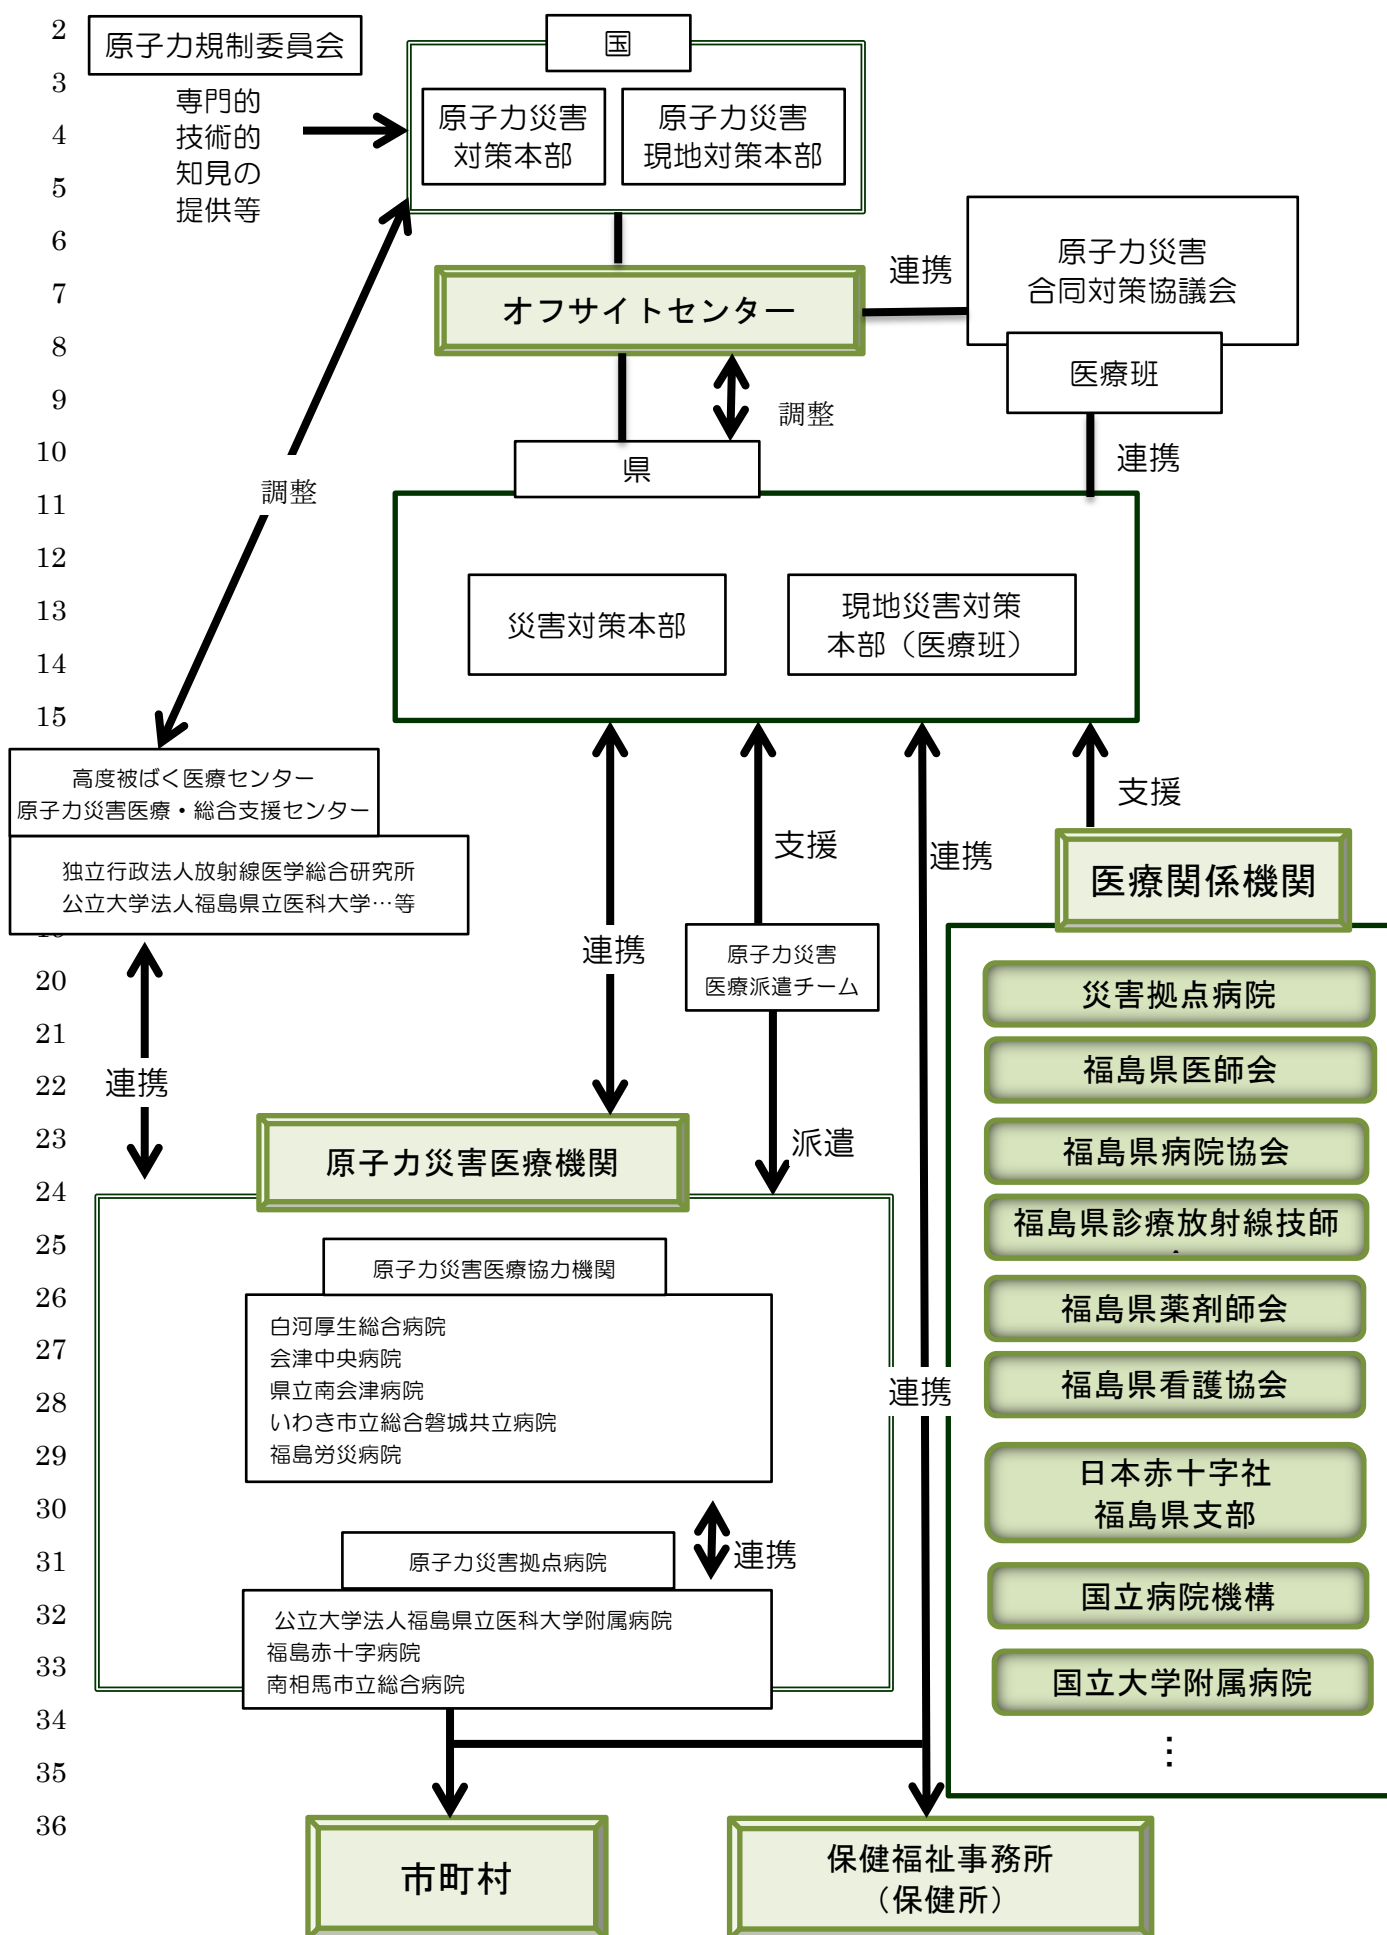 2
原子力規制委員会
国
3
専門的
技術的
知見の
提供等
原子力災害
対策本部
原子力災害
現地対策本部
4
5
6
連携
原子力災害
合同対策協議会
7
オフサイトセンター
8
医療班
9
調整
10
県
連携
11
調整
12
13
災害対策本部
現地災害対策
本部（医療班）
14
15
高度被ばく医療センター
原子力災害医療・総合支援センター
支援
支援
連携
独立行政法人放射線医学総合研究所
公立大学法人福島県立医科大学…等
医療関係機関
連携
原子力災害
医療派遣チーム
20
災害拠点病院
21
22
連携
福島県医師会
23
原子力災害医療機関
派遣
福島県病院協会
24
25
福島県診療放射線技師
原子力災害医療協力機関
26
福島県薬剤師会
白河厚生総合病院
27
会津中央病院
28
県立南会津病院
連携
福島県看護協会
いわき市立総合磐城共立病院
29
福島労災病院
日本赤十字社
福島県支部
30
31
原子力災害拠点病院
連携
32
国立病院機構
公立大学法人福島県立医科大学附属病院
33
福島赤十字病院
南相馬市立総合病院
国立大学附属病院
34
⋮
35
36
市町村
保健福祉事務所
（保健所）